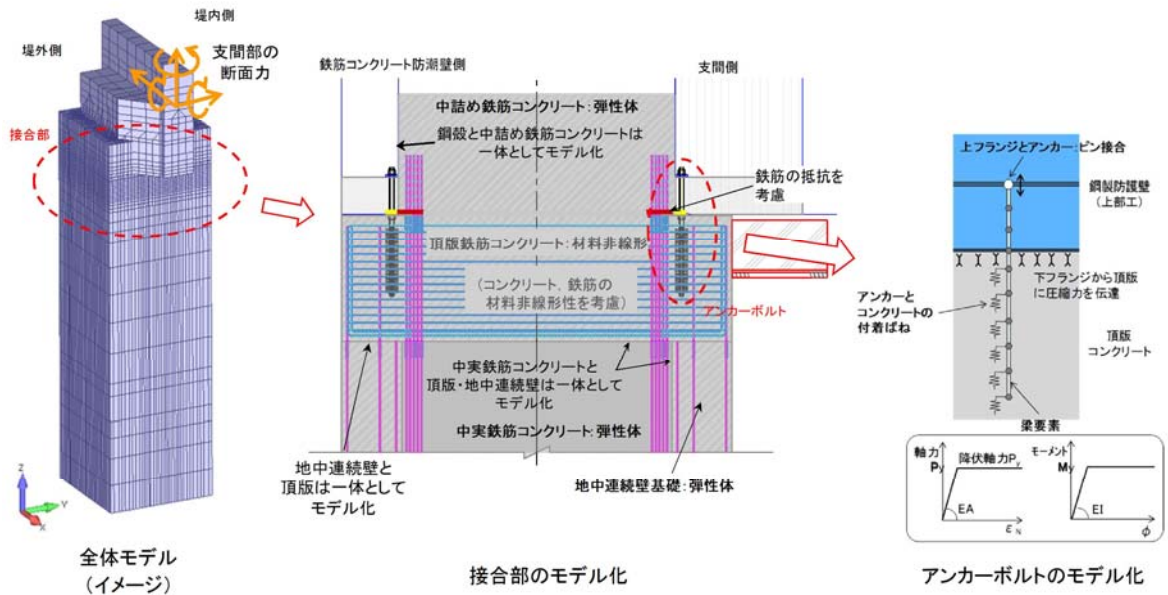 堤内側
堤外側
支間部の
断面力
接合部
Z
Y
X
全体モデル
(イメージ)
鉄筋コンクリート防潮壁側
支間側
中詰め鉄筋コンクリート:弾性体
鋼殻と中詰め鉄筋コンクリートは
一体としてモデル化
鉄筋の抵抗を
考慮
頂版鉄筋コンクリート:材料非線形
(コンクリート、鉄筋の
材料非線形性を考慮)
アンカーボルト
中実鉄筋コンクリートと
頂版・地中連続壁は一体として
モデル化
中実鉄筋コンクリート:弾性体
地中連続壁と
頂版は一体として
モデル化
地中連続壁基礎:弾性体
接合部のモデル化
上フランジとアンカー:ピン接合
鋼製防護壁
(上部工)
下フランジから頂版
に圧縮力を伝達
アンカーと
コンクリートの
付着ばね
頂版
コンクリート
梁要素
軸力
Py
降伏軸力Py
EA
εN
モーメント
My
EI
φ
アンカーボルトのモデル化